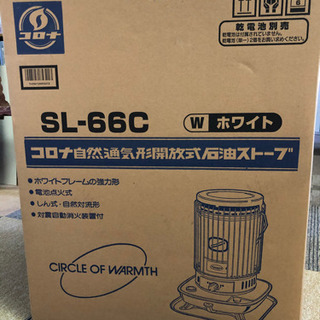 コロナ
乾電池別売
SL-66C
W ホワイト
コロナ自然通気形開放式石油ストーブ
●ホワイトフレームの強力形
●電池点火式
●しん式・自然対流形
●対震自動消火装置付
CIRCLE OF WARMTH